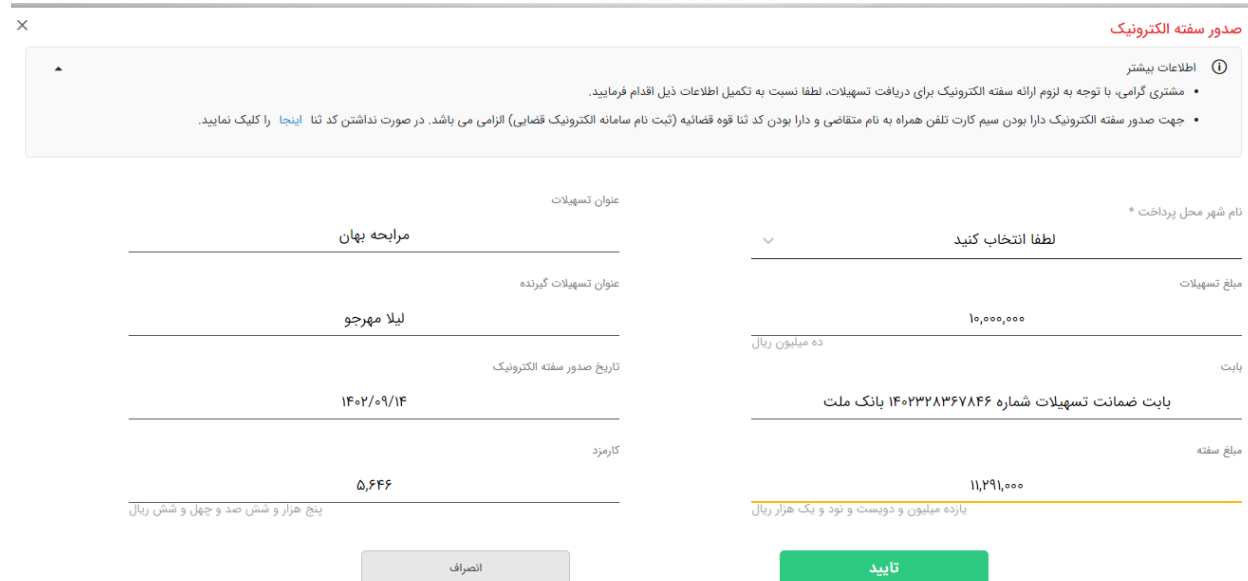 صدور سفته الکترونیک
اطلاعات بیشتر
مشتری گرامی، با توجه به لزوم ارائه سفته الکترونیک برای دریافت تسهیلات، لطفا نسبت به تکمیل اطلاعات ذیل اقدام فرمایید.
جهت صدور سفته الکترونیک دارا بودن سیم کارت تلفن همراه به نام متقاضی و دارا بودن کد ثنا قوه قضائیه (ثبت نام سامانه الکترونیک قضایی) الزامی می باشد. در صورت نداشتن کد ثنا اینجا را کلیک نمایید.
نام شهر محل پرداخت *
لطفا انتخاب کنید
عنوان تسهیلات
مرابحه بهان
مبلغ تسهیلات
۱۰,۰۰۰,۰۰۰
ده میلیون ریال
عنوان تسهیلات گیرنده
لیلا مهرجو
بابت
بابت ضمانت تسهیلات شماره ۱۴۰۲۳۲۸۳۶۷۸۴۶ بانک ملت
تاریخ صدور سفته الکترونیک
۱۴۰۲/۰۹/۱۴
مبلغ سفته
۱۱,۲۹۱,۰۰۰
یازده میلیون و دویست و نود و یک هزار ریال
کارمزد
۵,۶۴۶
پنج هزار و شش صد و چهل و شش ریال
تایید
انصراف